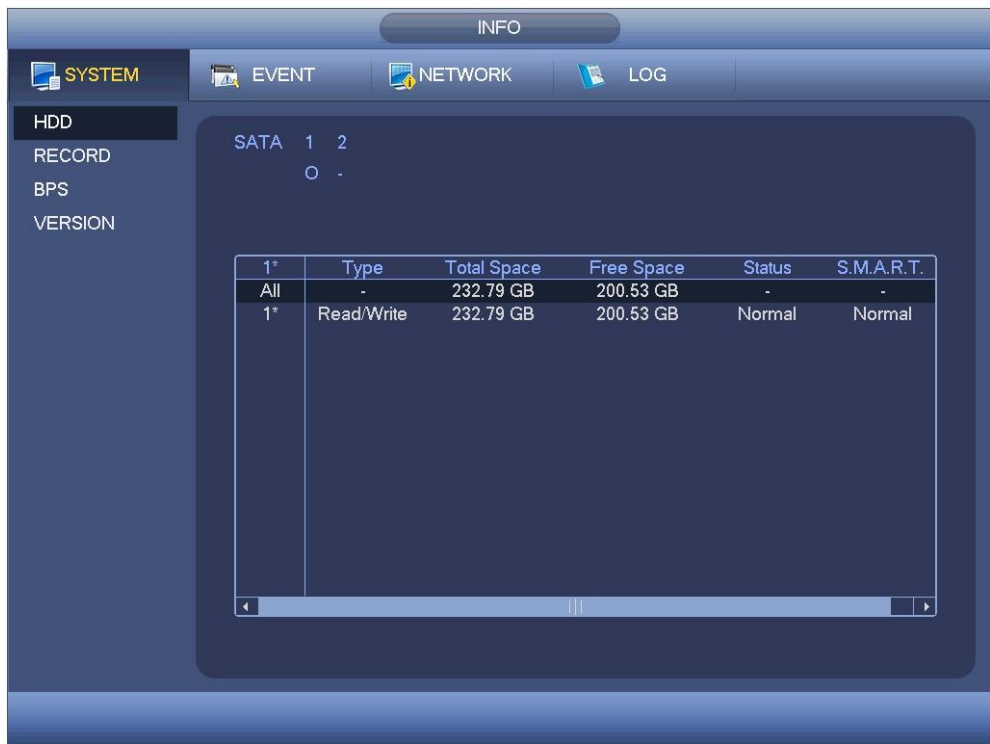 INFO
SYSTEM EVENT NETWORK LOG
HDD
RECORD
BPS
VERSION
SATA 1 2
O -
1* Type Total Space Free Space Status S.M.A.R.T.
All - 232.79 GB 200.53 GB - -
1* Read/Write 232.79 GB 200.53 GB Normal Normal